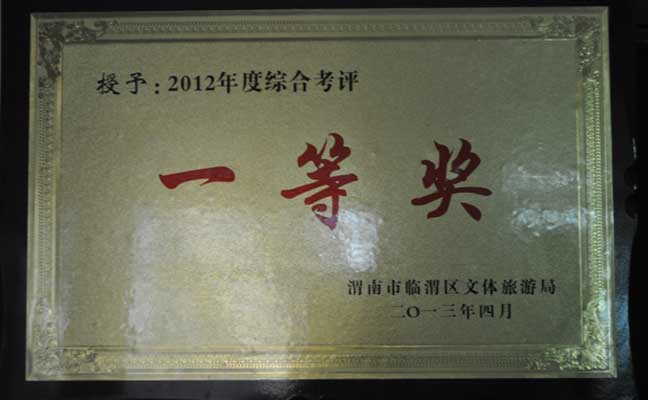 授予:2012年度综合考评
一等奖
渭南市临渭区文体旅游局
二〇一三年四月